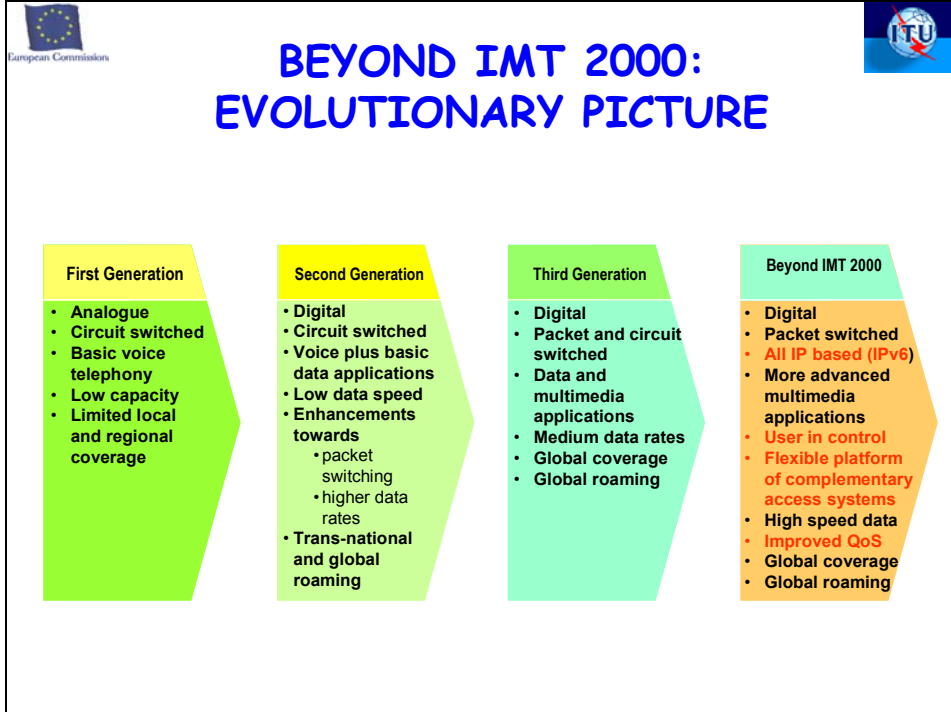 European Commission
ITU
BEYOND IMT 2000:
EVOLUTIONARY PICTURE
First Generation
• Analogue
• Circuit switched
• Basic voice
telephony
• Low capacity
• Limited local
and regional
coverage
Second Generation
• Digital
• Circuit switched
• Voice plus basic
data applications
• Low data speed
• Enhancements
towards
• packet
switching
• higher data
rates
• Trans-national
and global
roaming
Third Generation
• Digital
• Packet and circuit
switched
• Data and
multimedia
applications
• Medium data rates
• Global coverage
• Global roaming
Beyond IMT 2000
• Digital
• Packet switched
• All IP based (IPv6)
• More advanced
multimedia
applications
• User in control
• Flexible platform
of complementary
access systems
• High speed data
• Improved QoS
• Global coverage
• Global roaming